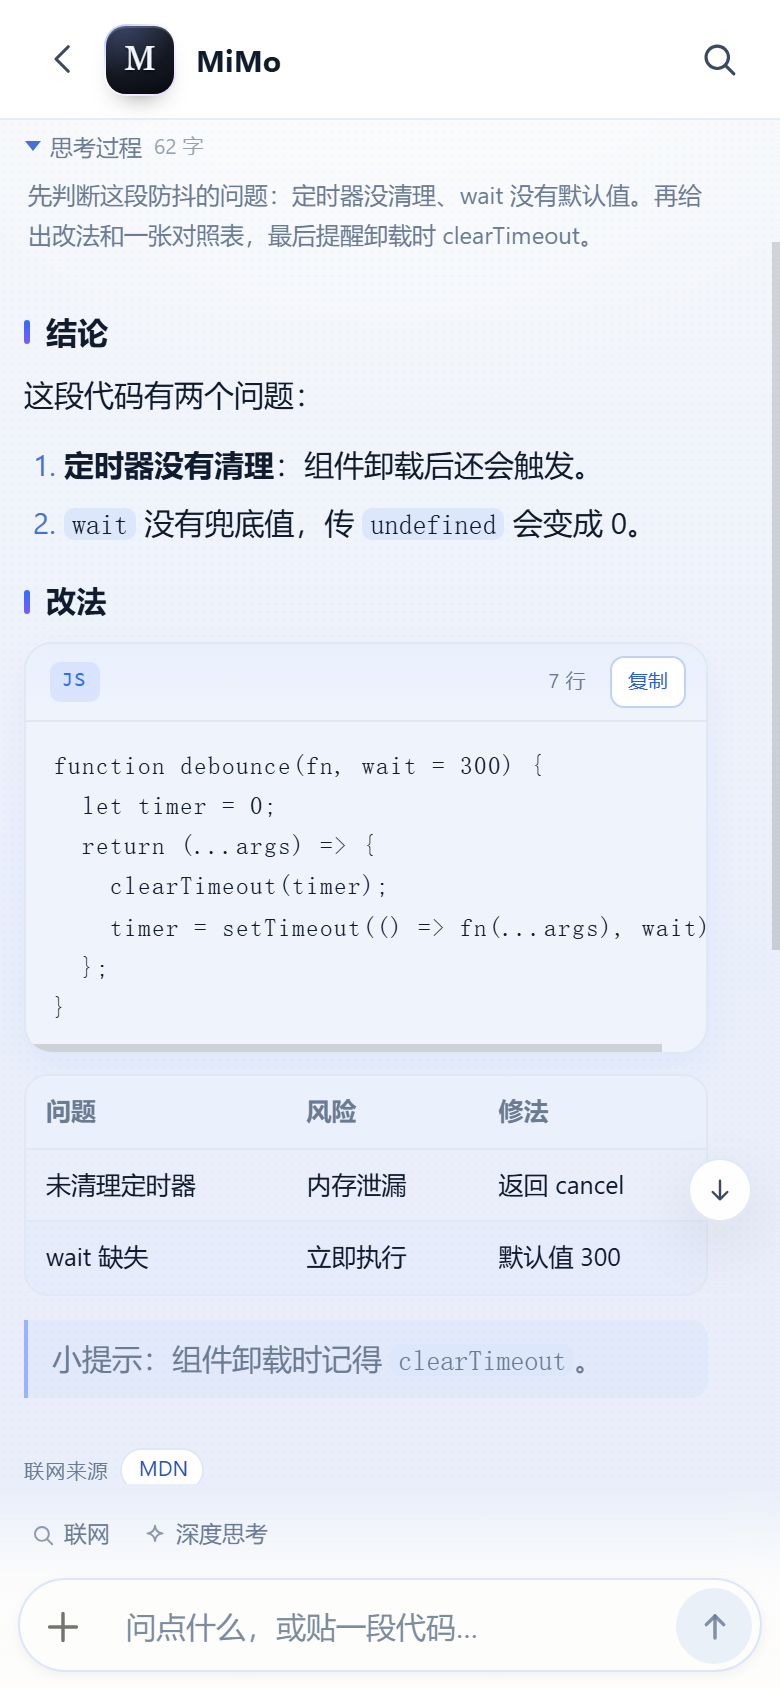 M MiMo
思考过程 62 字
先判断这段防抖的问题：定时器没清理、wait 没有默认值。再给
出改法和一张对照表，最后提醒卸载时 clearTimeout。
结论
这段代码有两个问题：
1. 定时器没有清理：组件卸载后还会触发。
2. wait 没有兜底值，传 undefined 会变成 0。
改法
JS 7 行 复制
function debounce(fn, wait = 300) {
  let timer = 0;
  return (...args) => {
    clearTimeout(timer);
    timer = setTimeout(() => fn(...args), wait)
  };
}
问题 风险 修法
未清理定时器 内存泄漏 返回 cancel
wait 缺失 立即执行 默认值 300
小提示：组件卸载时记得 clearTimeout。
联网来源 MDN
联网 深度思考
问点什么，或贴一段代码...